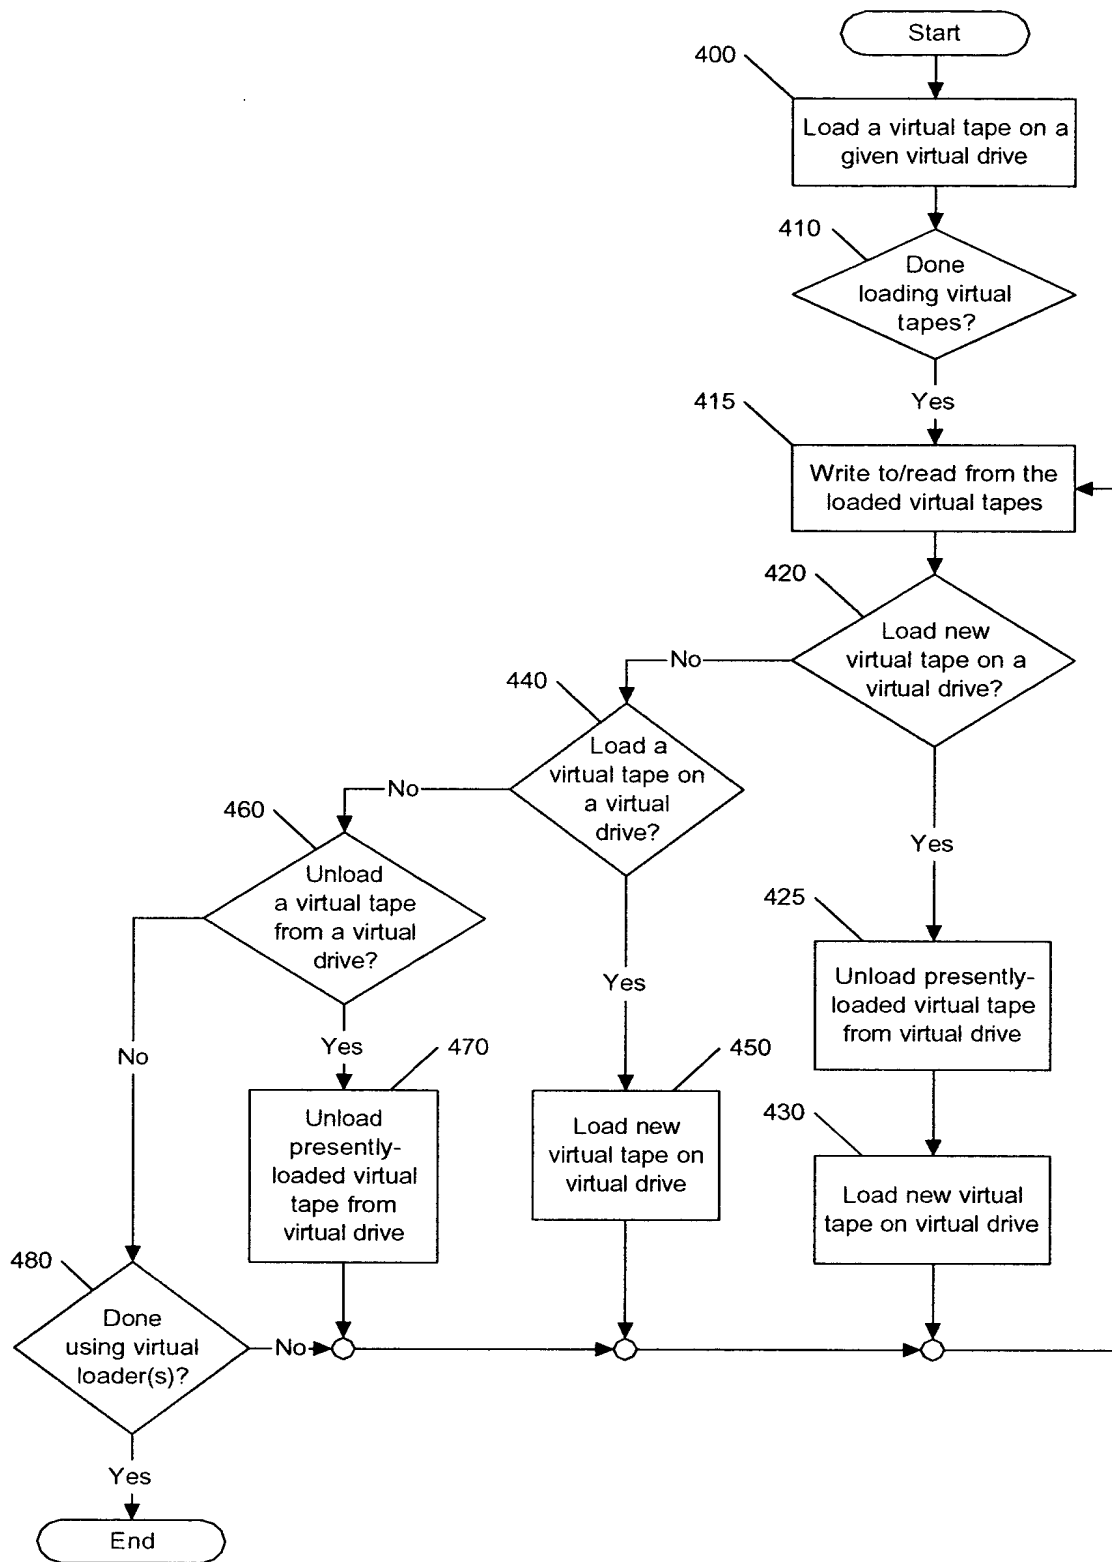 Start
400
Load a virtual tape on a
given virtual drive
410
Done
loading virtual
tapes?
Yes
415
Write to/read from the
loaded virtual tapes
420
Load new
virtual tape on a
virtual drive?
No
440
Load a
virtual tape on
a virtual
drive?
No
460
Unload
a virtual tape
from a virtual
drive?
Yes
425
Unload presently-
loaded virtual tape
from virtual drive
Yes
No
Yes
470
Unload
presently-
loaded virtual
tape from
virtual drive
450
Load new
virtual tape on
virtual drive
430
Load new virtual
tape on virtual drive
480
Done
using virtual
loader(s)?
No
Yes
End